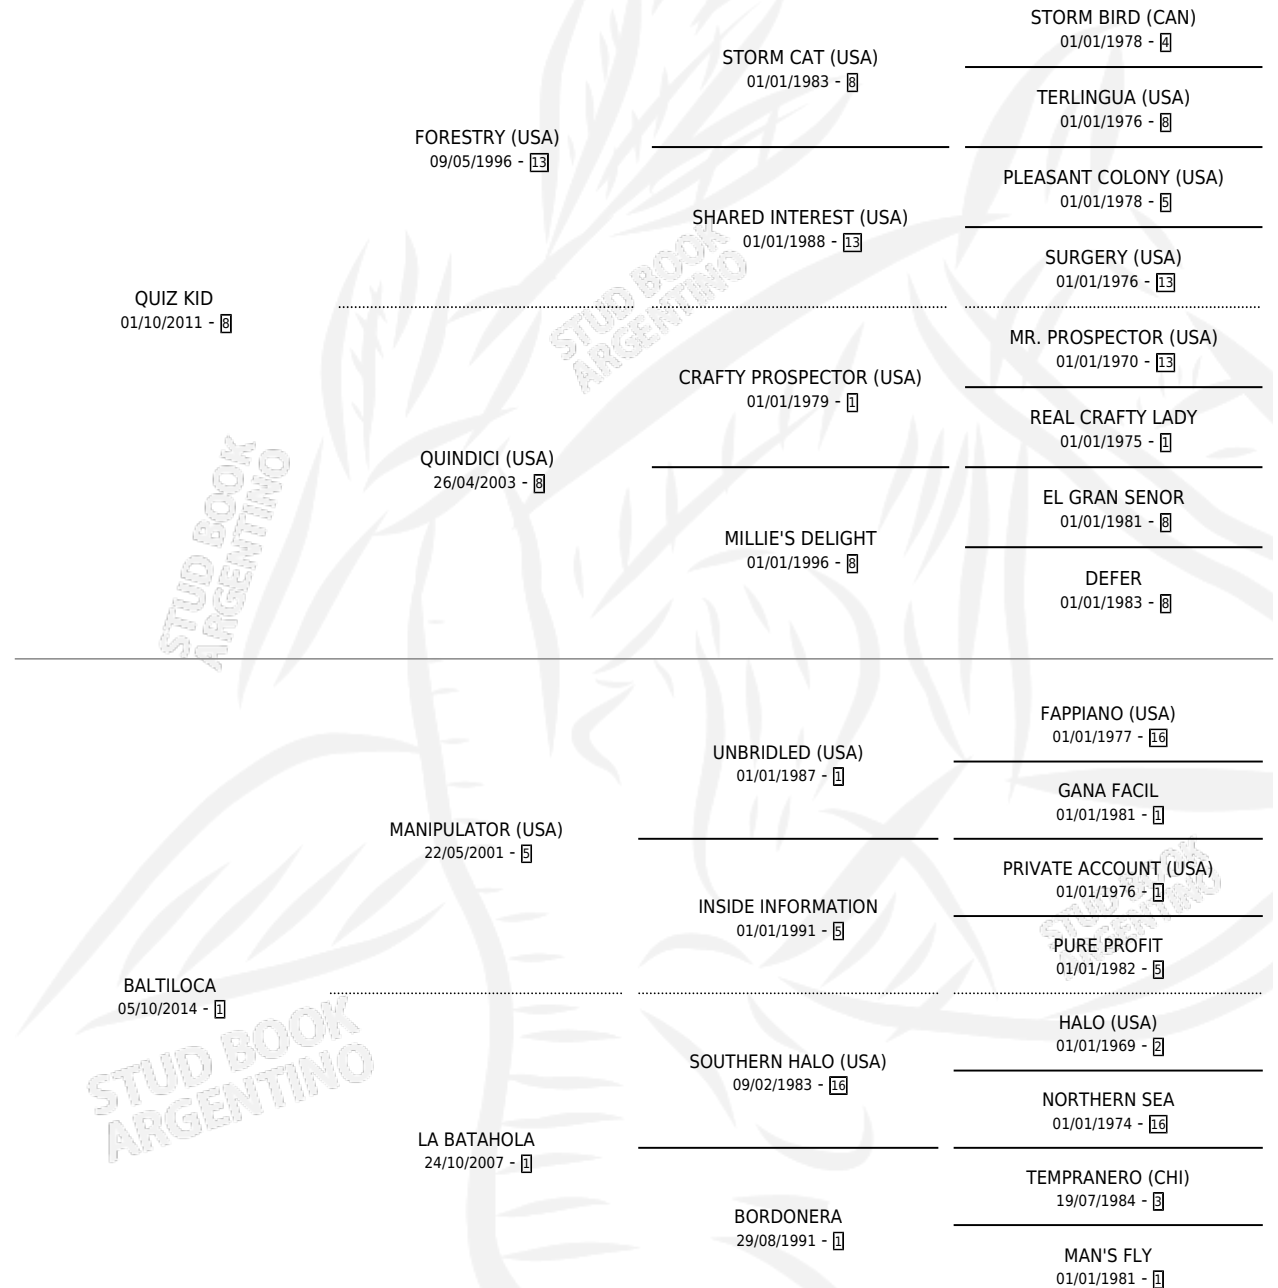 STORM BIRD (CAN)
01/01/1978 - 4
STORM CAT (USA)
01/01/1983 - 8
TERLINGUA (USA)
01/01/1976 - 8
FORESTRY (USA)
09/05/1996 - 13
PLEASANT COLONY (USA)
01/01/1978 - 5
SHARED INTEREST (USA)
01/01/1988 - 13
SURGERY (USA)
01/01/1976 - 13
QUIZ KID
01/10/2011 - 8
STUD BOOK
ARGENTINO
MR. PROSPECTOR (USA)
01/01/1970 - 13
CRAFTY PROSPECTOR (USA)
01/01/1979 - 1
REAL CRAFTY LADY
01/01/1975 - 1
QUINDICI (USA)
26/04/2003 - 8
EL GRAN SENOR
01/01/1981 - 8
MILLIE'S DELIGHT
01/01/1996 - 8
DEFER
01/01/1983 - 8
STUD BOOK
ARGENTINO
FAPPIANO (USA)
01/01/1977 - 16
UNBRIDLED (USA)
01/01/1987 - 1
GANA FACIL
01/01/1981 - 1
MANIPULATOR (USA)
22/05/2001 - 5
PRIVATE ACCOUNT (USA)
01/01/1976 - 1
INSIDE INFORMATION
01/01/1991 - 5
STUD BOOK
ARGENTINO
PURE PROFIT
01/01/1982 - 5
BALTILOCA
05/10/2014 - 1
HALO (USA)
01/01/1969 - 2
SOUTHERN HALO (USA)
09/02/1983 - 16
NORTHERN SEA
01/01/1974 - 16
STUD BOOK
ARGENTINO
LA BATAHOLA
24/10/2007 - 1
TEMPRANERO (CHI)
19/07/1984 - 3
BORDONERA
29/08/1991 - 1
MAN'S FLY
01/01/1981 - 1